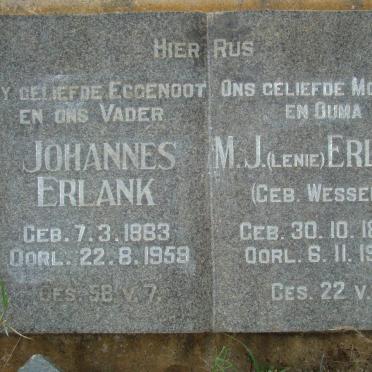 HIER RUS
Y GELIEFDE EGGENOOT
EN ONS VADER
JOHANNES
ERLANK
GEB. 7.3.1883
OORL. 22.8.1959
GES. 58 V. 7.
ONS GELIEFDE MO
EN OUMA
M.J. (LENIE) ERL
(GEB. WESSE
GEB. 30.10.18
OORL. 6.11.19
GES. 22 V.